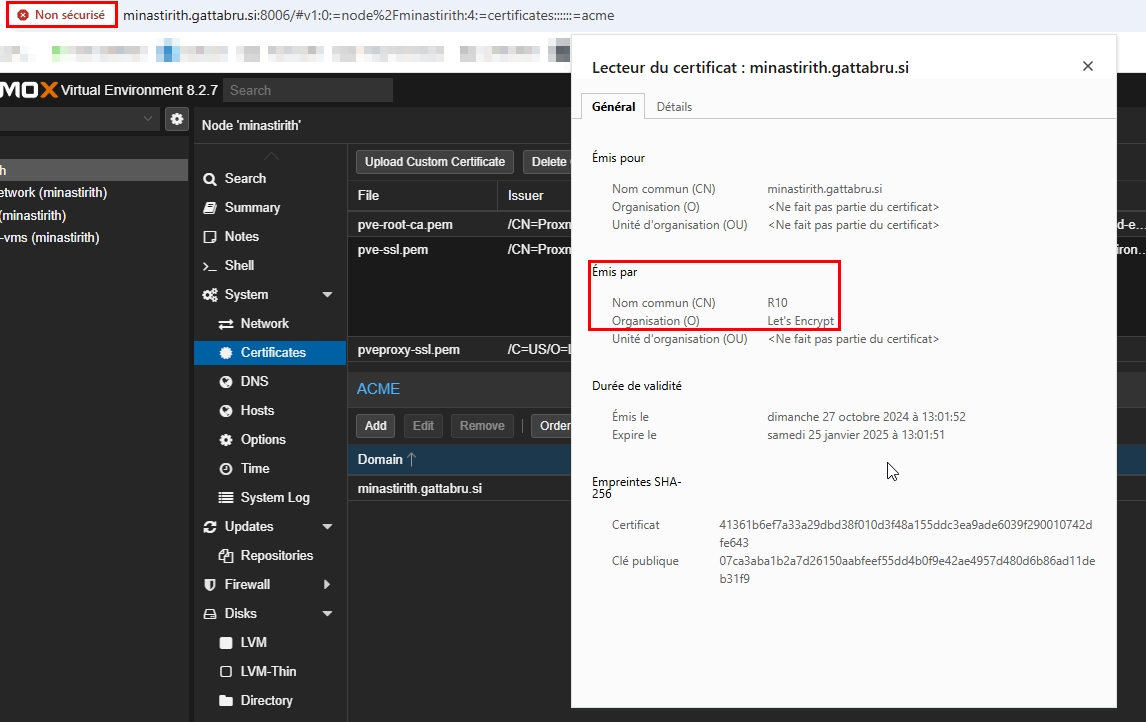 Non sécurisé minastirith.gattabru.si:8006/#v1:0:=node%2Fminastirith:4:=certificates::::::=acme
MOX Virtual Environment 8.2.7 Search
Node 'minastirith'
h
etwork (minastirith)
(minastirith)
-vms (minastirith)
Search
Summary
Notes
Shell
System
Network
Certificates
DNS
Hosts
Options
Time
System Log
Updates
Repositories
Firewall
Disks
LVM
LVM-Thin
Directory
Upload Custom Certificate Delete
File Issuer
pve-root-ca.pem /CN=Proxm d-e...
pve-ssl.pem /CN=Proxm iron...
pveproxy-ssl.pem /C=US/O=
ACME
Add Edit Remove Order
Domain ↑
minastirith.gattabru.si
Lecteur du certificat : minastirith.gattabru.si
Général Détails
Émis pour
Nom commun (CN) minastirith.gattabru.si
Organisation (O) <Ne fait pas partie du certificat>
Unité d'organisation (OU) <Ne fait pas partie du certificat>
Émis par
Nom commun (CN) R10
Organisation (O) Let's Encrypt
Unité d'organisation (OU) <Ne fait pas partie du certificat>
Durée de validité
Émis le dimanche 27 octobre 2024 à 13:01:52
Expire le samedi 25 janvier 2025 à 13:01:51
Empreintes SHA-
256
Certificat 41361b6ef7a33a29dbd38f010d3f48a155ddc3ea9ade6039f290010742d
fe643
Clé publique 07ca3aba1b2a7d26150aabfeef55dd4b0f9e42ae4957d480d6b86ad11de
b31f9